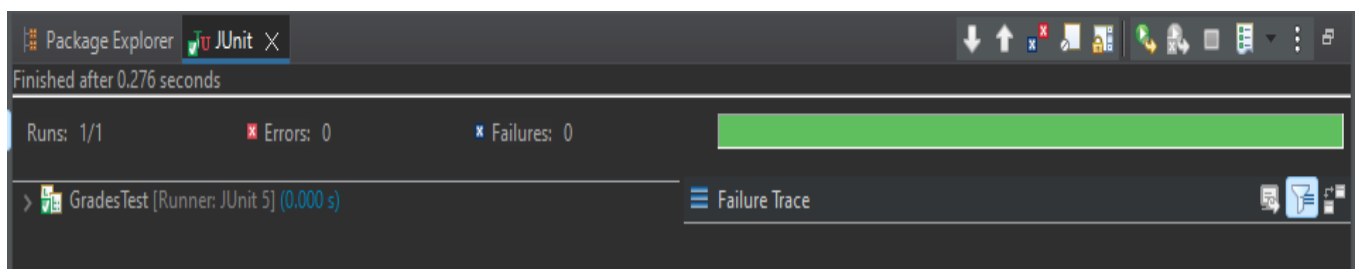 Package Explorer JUnit
Finished after 0.276 seconds
Runs: 1/1 Errors: 0 Failures: 0
GradesTest [Runner: JUnit 5] (0.000 s)
Failure Trace